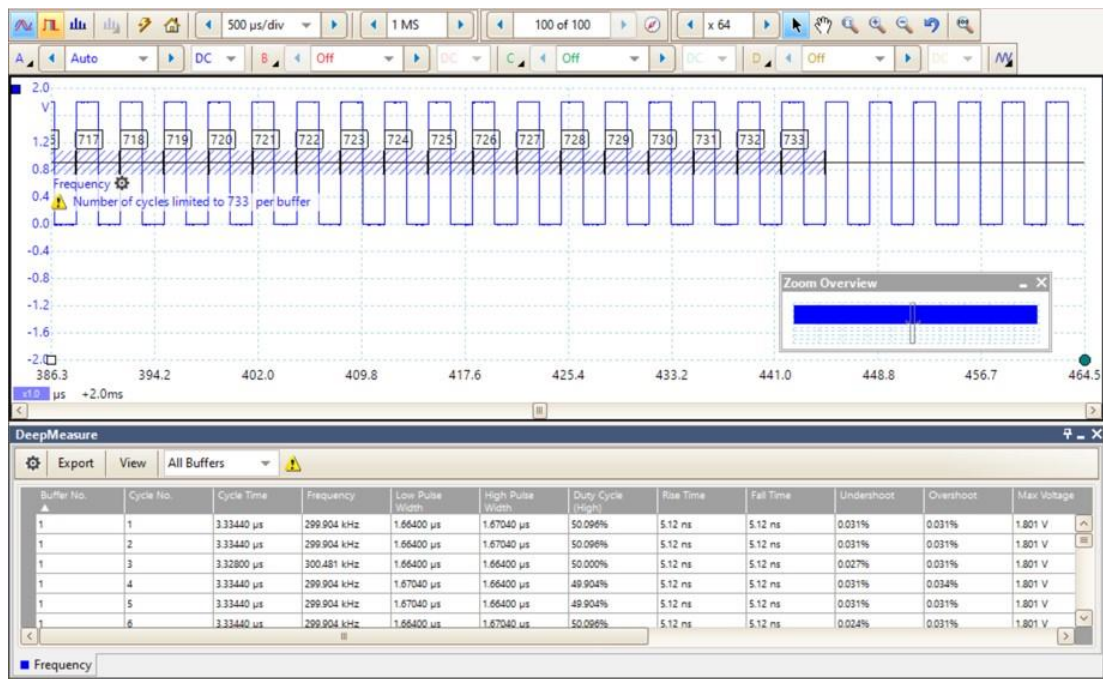 500 µs/div 1 MS 100 of 100 x 64
A Auto DC B Off DC C Off DC D Off DC
2.0
V
1.2
0.8
0.4
0.0
-0.4
-0.8
-1.2
-1.6
-2.0
717 718 719 720 721 722 723 724 725 726 727 728 729 730 731 732 733
Frequency
Number of cycles limited to 733 per buffer
Zoom Overview
386.3 394.2 402.0 409.8 417.6 425.4 433.2 441.0 448.8 456.7 464.5
x1.0 µs +2.0ms
DeepMeasure
Export View All Buffers
Buffer No. Cycle No. Cycle Time Frequency Low Pulse Width High Pulse Width Duty Cycle (High) Rise Time Fall Time Undershoot Overshoot Max Voltage
1 1 3.33440 µs 299.904 kHz 1.66400 µs 1.67040 µs 50.096% 5.12 ns 5.12 ns 0.031% 0.031% 1.801 V
1 2 3.33440 µs 299.904 kHz 1.66400 µs 1.67040 µs 50.096% 5.12 ns 5.12 ns 0.031% 0.031% 1.801 V
1 3 3.32800 µs 300.481 kHz 1.66400 µs 1.66400 µs 50.000% 5.12 ns 5.12 ns 0.027% 0.031% 1.801 V
1 4 3.33440 µs 299.904 kHz 1.67040 µs 1.66400 µs 49.904% 5.12 ns 5.12 ns 0.031% 0.034% 1.801 V
1 5 3.33440 µs 299.904 kHz 1.67040 µs 1.66400 µs 49.904% 5.12 ns 5.12 ns 0.031% 0.031% 1.801 V
1 6 3.33440 µs 299.904 kHz 1.66400 µs 1.67040 µs 50.096% 5.12 ns 5.12 ns 0.024% 0.031% 1.801 V
Frequency